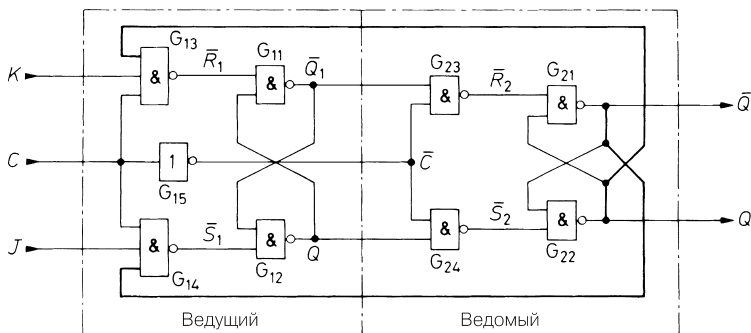 G₁₃
R̄₁
G₁₁
Q̄₁
G₂₃
R̄₂
G₂₁
K
&
&
&
&
Q̄
C
1
G₁₅
C̄
J
&
S̄₁
&
Q
&
S̄₂
&
Q
G₁₄
G₁₂
G₂₄
G₂₂
Ведущий
Ведомый